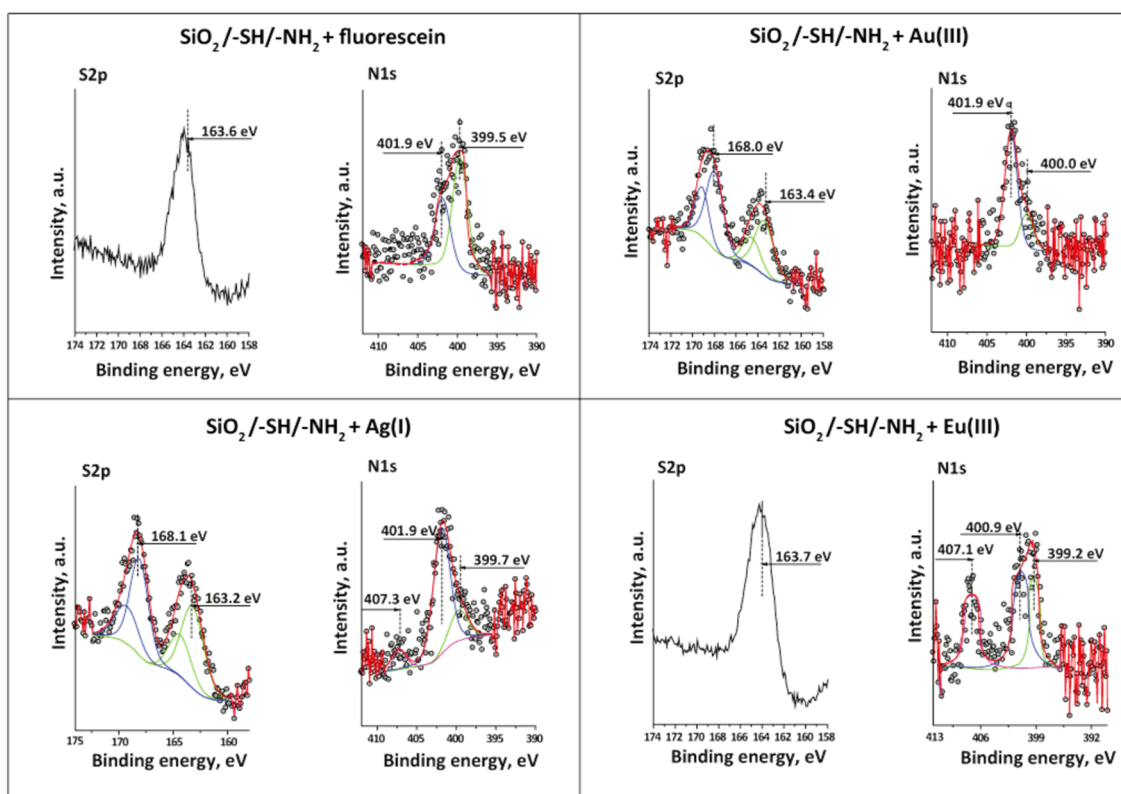 SiO2/-SH/-NH2 + fluorescein
S2p
Intensity, a.u.
163.6 eV
174 172 170 168 166 164 162 160 158
Binding energy, eV
N1s
Intensity, a.u.
401.9 eV
399.5 eV
410 405 400 395 390
Binding energy, eV
SiO2/-SH/-NH2 + Au(III)
S2p
Intensity, a.u.
168.0 eV
163.4 eV
174 172 170 168 166 164 162 160 158
Binding energy, eV
N1s
Intensity, a.u.
401.9 eV
400.0 eV
410 405 400 395 390
Binding energy, eV
SiO2/-SH/-NH2 + Ag(I)
S2p
Intensity, a.u.
168.1 eV
163.2 eV
175 170 165 160
Binding energy, eV
N1s
Intensity, a.u.
401.9 eV
399.7 eV
407.3 eV
410 405 400 395 390
Binding energy, eV
SiO2/-SH/-NH2 + Eu(III)
S2p
Intensity, a.u.
163.7 eV
174 172 170 168 166 164 162 160 158
Binding energy, eV
N1s
Intensity, a.u.
400.9 eV
407.1 eV
399.2 eV
413 406 399 392
Binding energy, eV